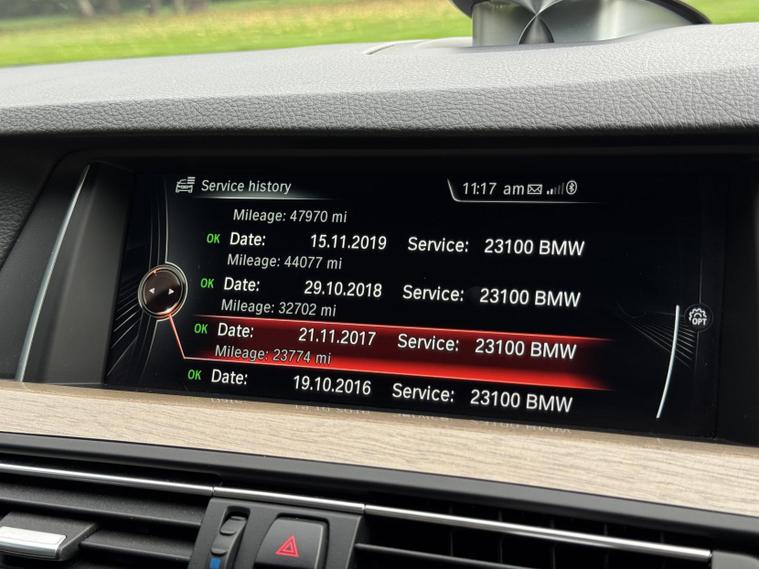 Service history
11:17 am
Mileage: 47970 mi
OK Date: 15.11.2019 Service: 23100 BMW
Mileage: 44077 mi
OK Date: 29.10.2018 Service: 23100 BMW
Mileage: 32702 mi
OK Date: 21.11.2017 Service: 23100 BMW
Mileage: 23774 mi
OK Date: 19.10.2016 Service: 23100 BMW
OPT